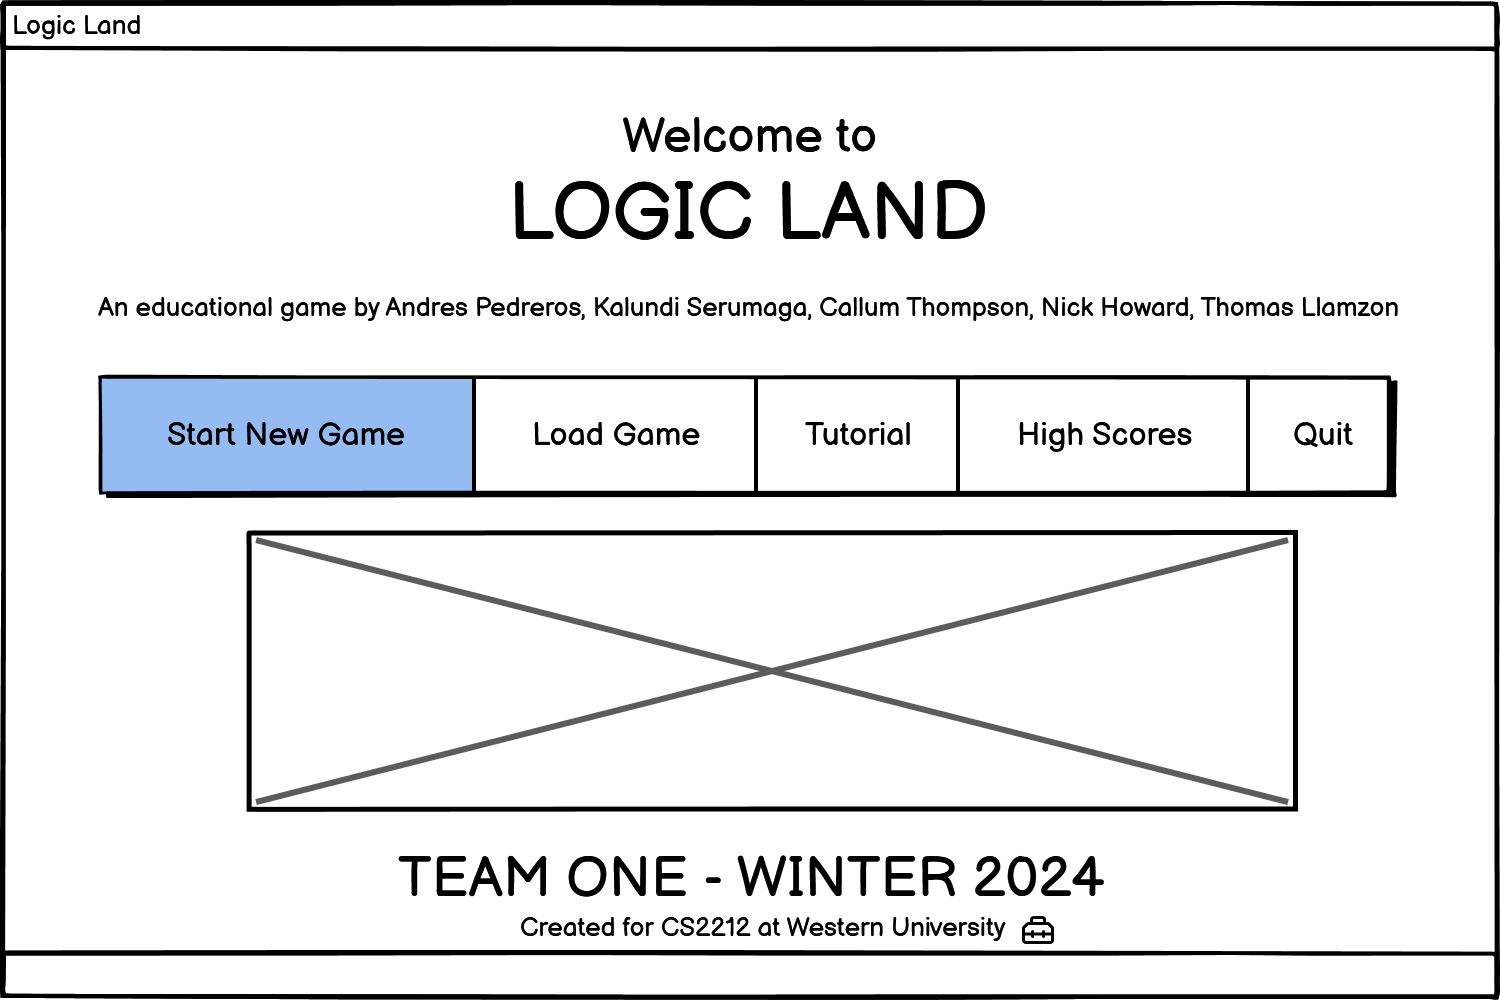 Logic Land
Welcome to
LOGIC LAND
An educational game by Andres Pedreros, Kalundi Serumaga, Callum Thompson, Nick Howard, Thomas Llamzon
Start New Game
Load Game
Tutorial
High Scores
Quit
TEAM ONE - WINTER 2024
Created for CS2212 at Western University